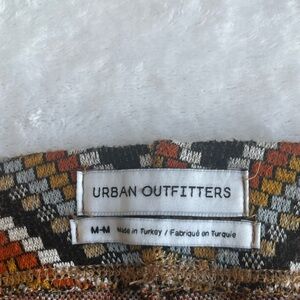 URBAN OUTFITTERS
M-M Made in Turkey / Fabriqué en Turquie